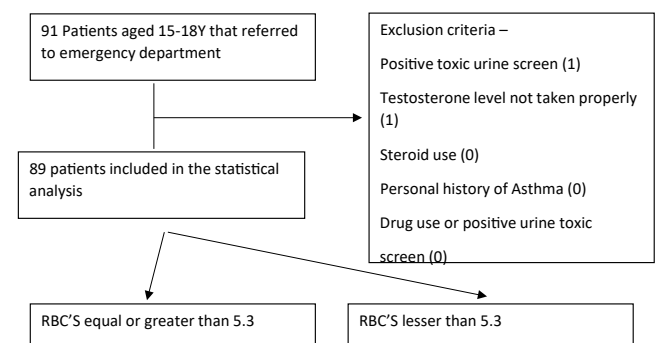 91 Patients aged 15-18Y that referred
to emergency department
Exclusion criteria –
Positive toxic urine screen (1)
Testosterone level not taken properly
(1)
Steroid use (0)
Personal history of Asthma (0)
Drug use or positive urine toxic
screen (0)
89 patients included in the statistical
analysis
RBC'S equal or greater than 5.3
RBC'S lesser than 5.3